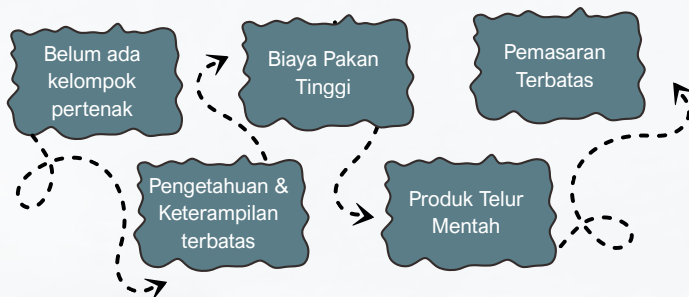 Belum ada
kelompok
pertenak
Pengetahuan &
Keterampilan
terbatas
Biaya Pakan
Tinggi
Produk Telur
Mentah
Pemasaran
Terbatas